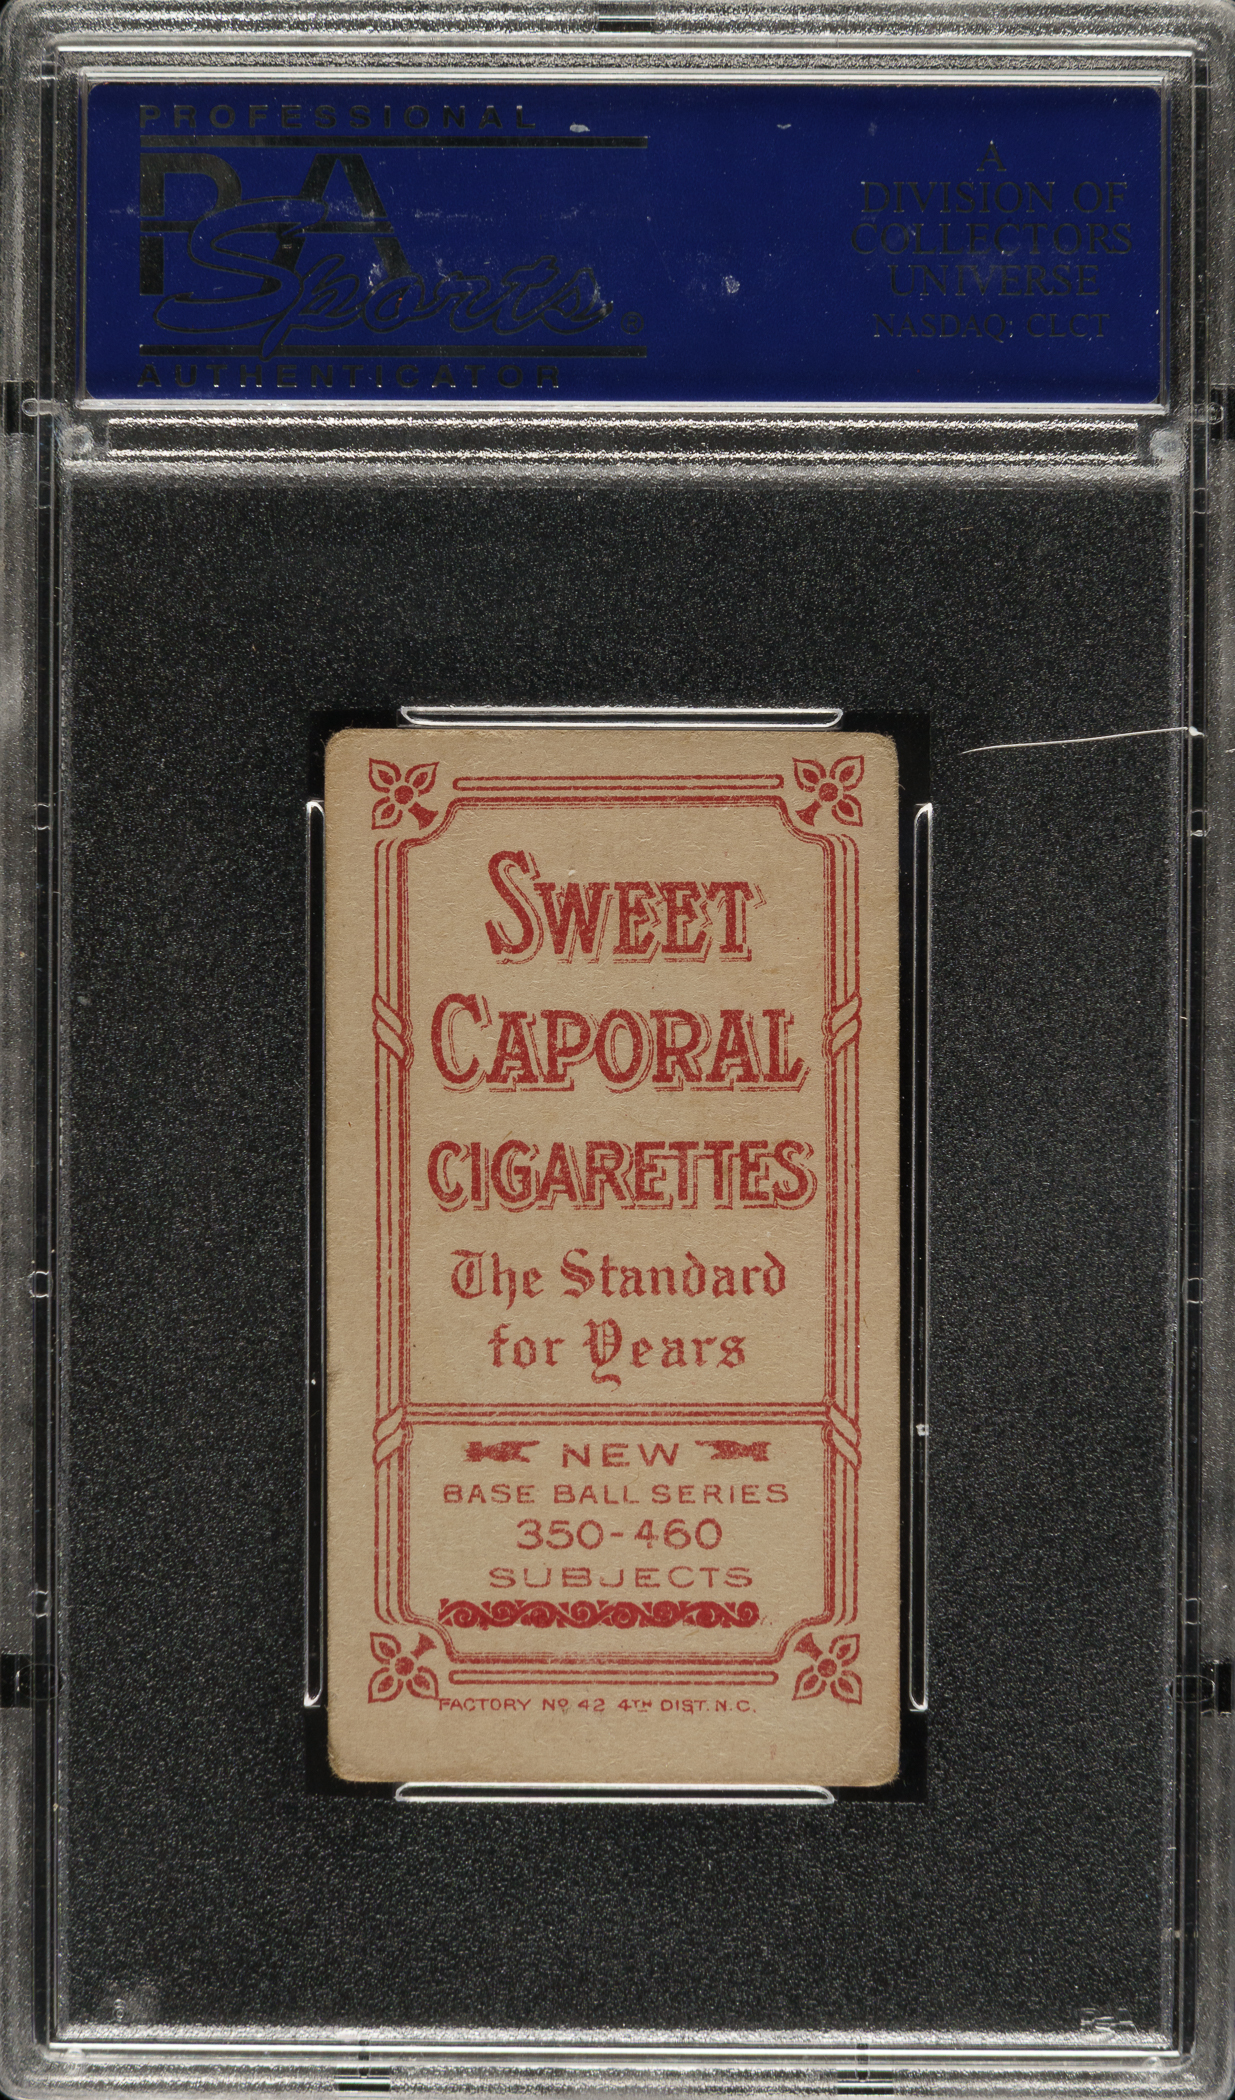 PROFESSIONAL
PSA
Sports®
AUTHENTICATOR
A
DIVISION OF
COLLECTORS
UNIVERSE
NASDAQ: CLCT
SWEET
CAPORAL
CIGARETTES
The Standard
for Years
NEW
BASE BALL SERIES
350-460
SUBJECTS
FACTORY Nº 42 4TH DIST. N.C.
PSA